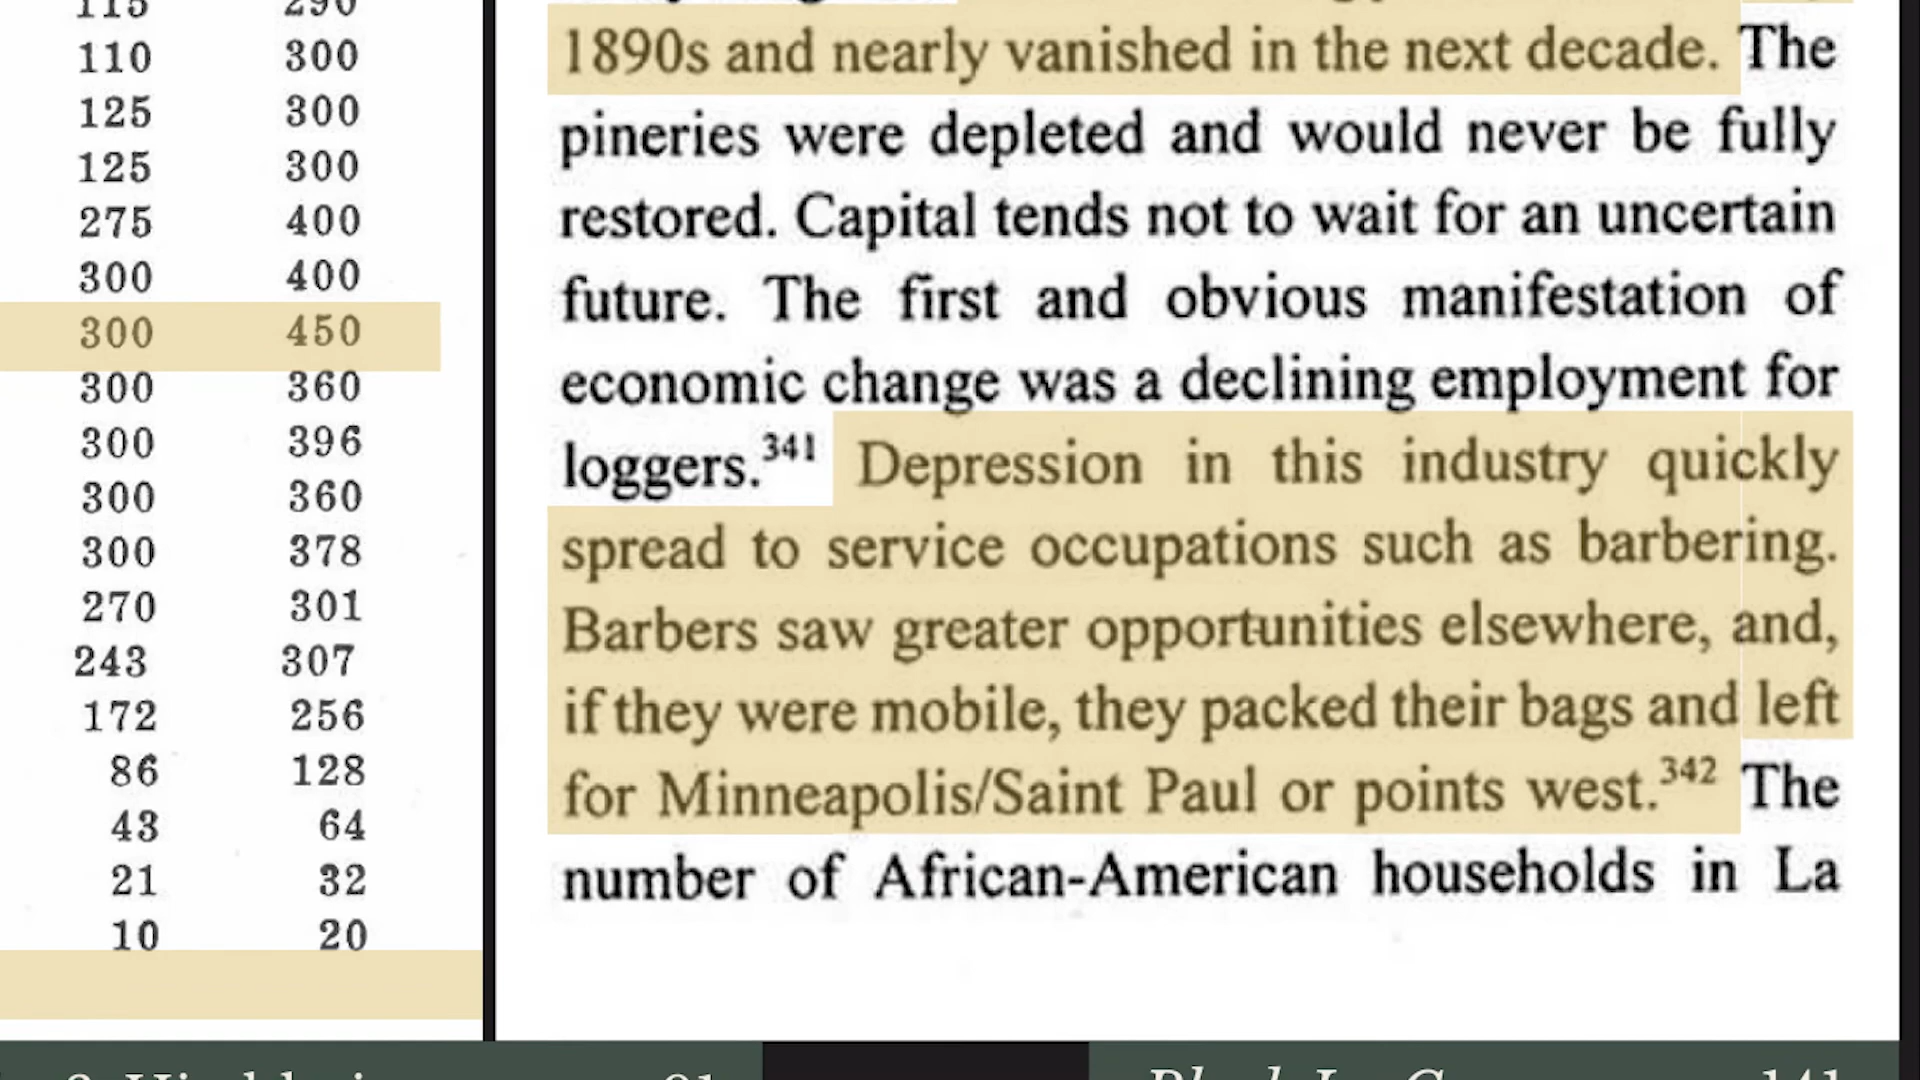 115 290
110 300
125 300
125 300
275 400
300 400
300 450
300 360
300 396
300 360
300 378
270 301
243 307
172 256
86 128
43 64
21 32
10 20
1890s and nearly vanished in the next decade. The
pineries were depleted and would never be fully
restored. Capital tends not to wait for an uncertain
future. The first and obvious manifestation of
economic change was a declining employment for
loggers.341 Depression in this industry quickly
spread to service occupations such as barbering.
Barbers saw greater opportunities elsewhere, and,
if they were mobile, they packed their bags and left
for Minneapolis/Saint Paul or points west.342 The
number of African-American households in La